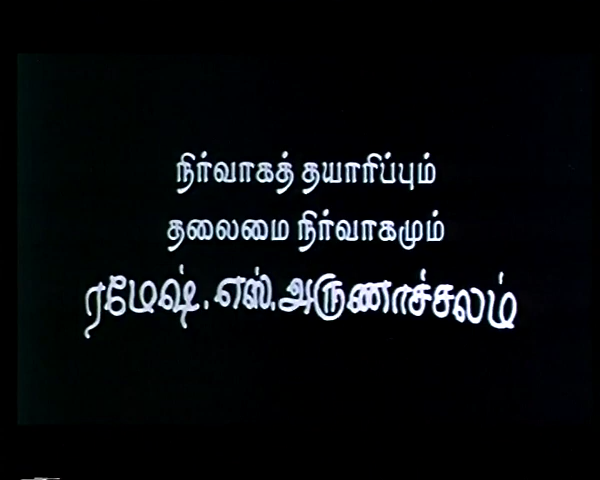 நிர்வாகத் தயாரிப்பும்
தலைமை நிர்வாகமும்
ரமேஷ். எஸ். அருணாச்சலம்